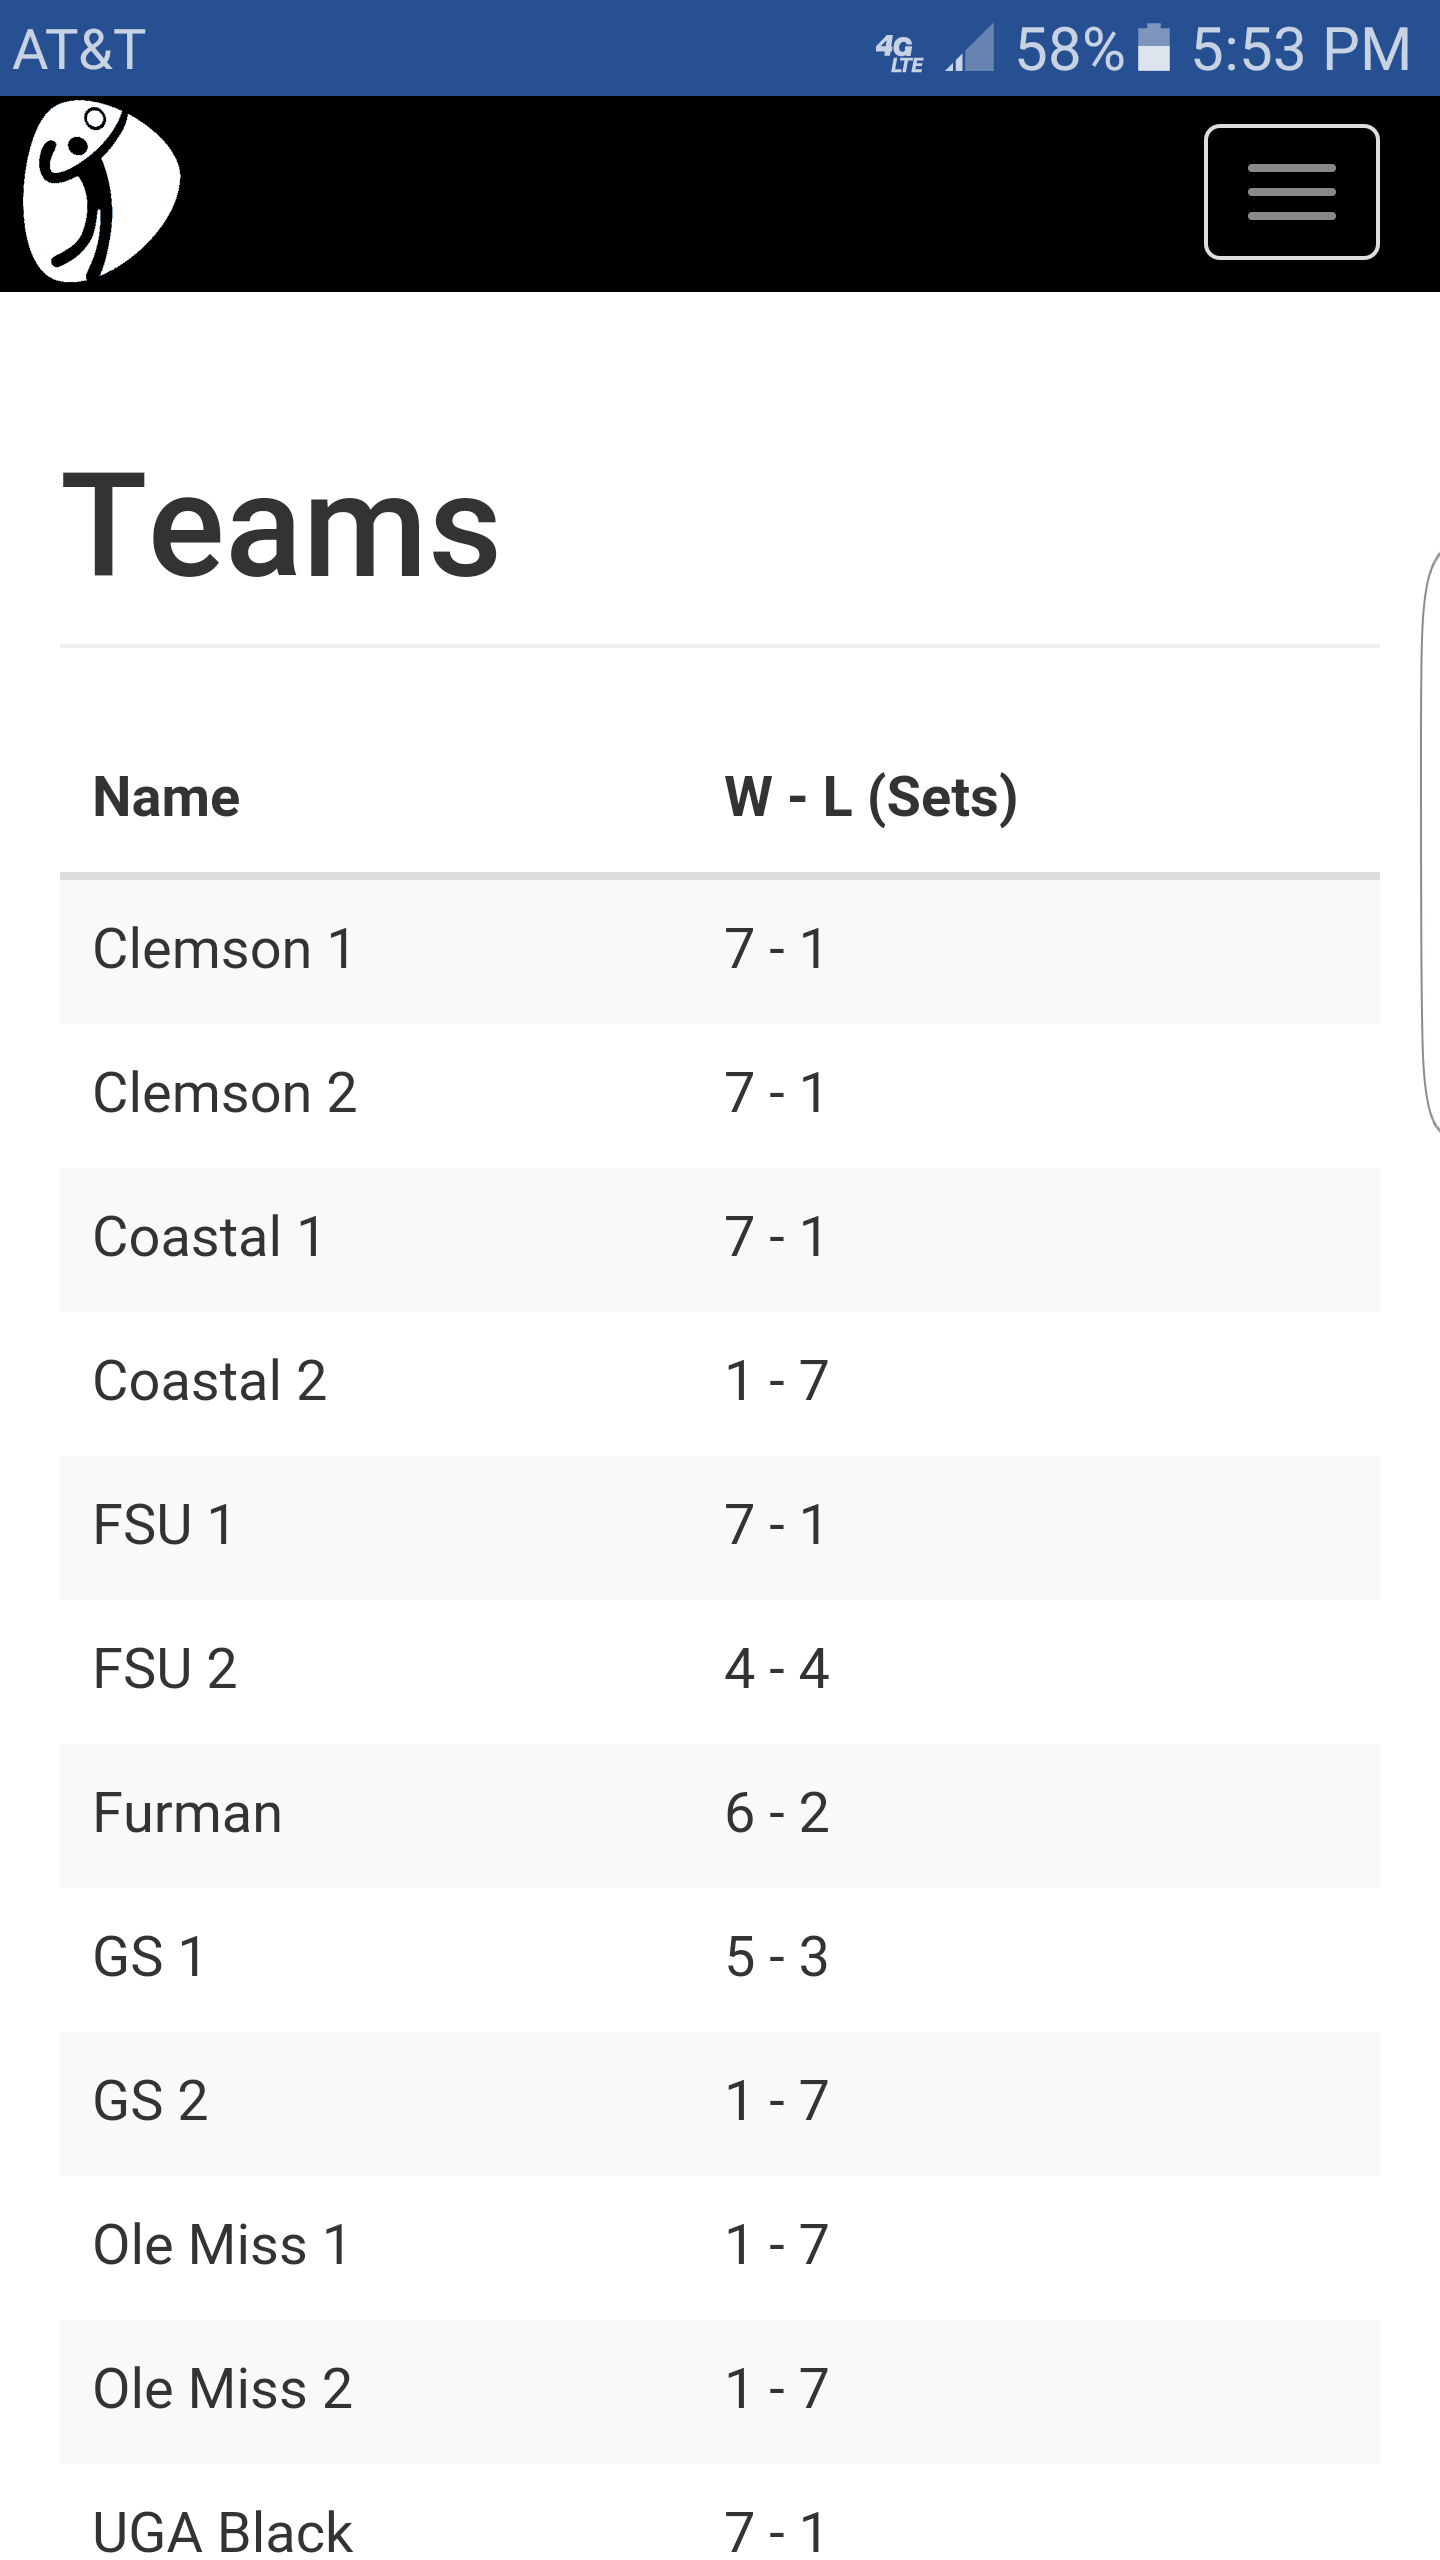 AT&T 4G LTE 58% 5:53 PM
Teams
Name W - L (Sets)
Clemson 1 7 - 1
Clemson 2 7 - 1
Coastal 1 7 - 1
Coastal 2 1 - 7
FSU 1 7 - 1
FSU 2 4 - 4
Furman 6 - 2
GS 1 5 - 3
GS 2 1 - 7
Ole Miss 1 1 - 7
Ole Miss 2 1 - 7
UGA Black 7 - 1